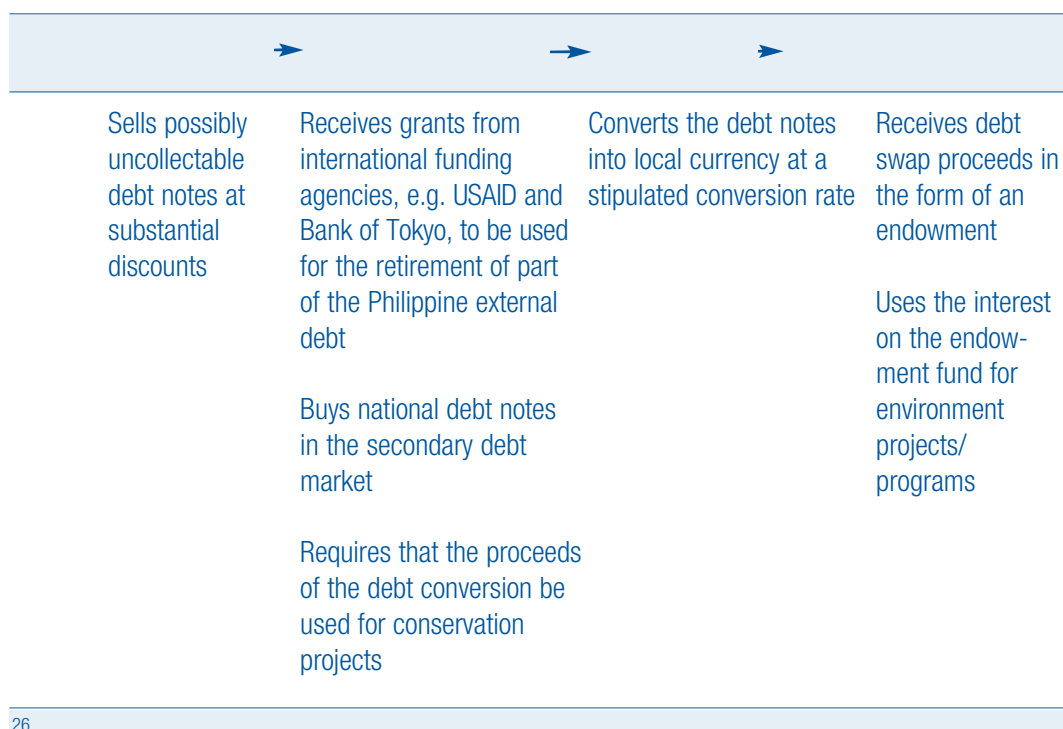 Sells possibly
uncollectable
debt notes at
substantial
discounts
Receives grants from
international funding
agencies, e.g. USAID and
Bank of Tokyo, to be used
for the retirement of part
of the Philippine external
debt
Buys national debt notes
in the secondary debt
market
Requires that the proceeds
of the debt conversion be
used for conservation
projects
Converts the debt notes
into local currency at a
stipulated conversion rate
Receives debt
swap proceeds in
the form of an
endowment
Uses the interest
on the endow-
ment fund for
environment
projects/
programs
26